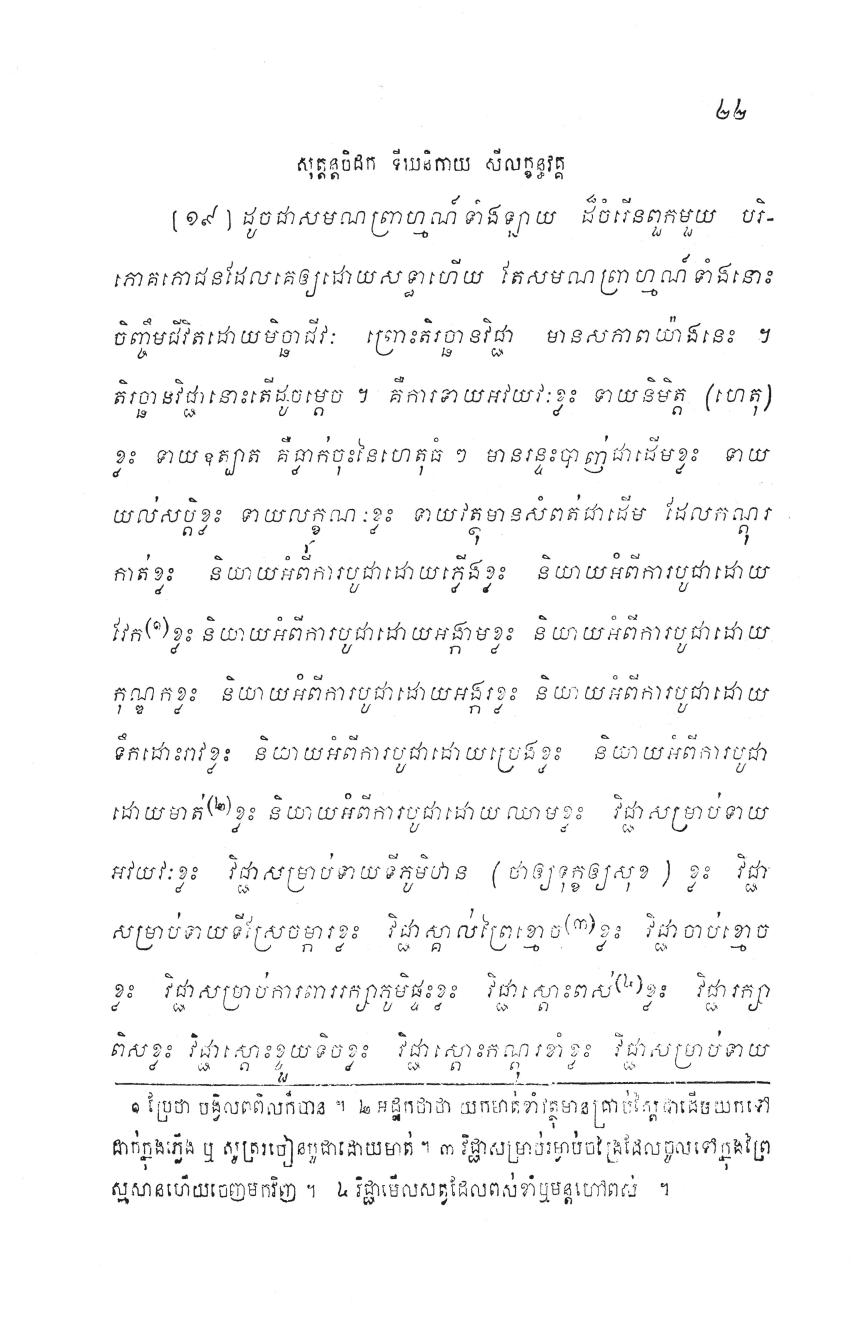 ២២
សុត្តន្តបិដក ទីឃនិកាយ សីលក្ខន្ធវគ្គ
[១៩] ដូចជាសមណព្រាហ្មណ៍ទាំងឡាយ ដ៏ចំរើនពួកមួយ បរិ-
ភោគភោជនដែលគេឲ្យដោយសទ្ធាហើយ តែសមណព្រាហ្មណ៍ទាំងនោះ
ចិញ្ចឹមជីវិតដោយមិច្ឆាជីវៈ ព្រោះតិរច្ឆានវិជ្ជា មានសភាពយ៉ាងនេះ ។
តិរច្ឆានវិជ្ជានោះតើដូចម្តេច ។ គឺការទាយអវយវៈខ្លះ ទាយនិមិត្ត (ហេតុ)
ខ្លះ ទាយឧត្បាត គឺធ្លាក់ចុះនៃហេតុធំ ៗ មានរន្ទះបាញ់ជាដើមខ្លះ ទាយ
យល់សប្តិខ្លះ ទាយលក្ខណៈខ្លះ ទាយវត្ថុមានសំពត់ជាដើម ដែលកណ្តុរ
កាត់ខ្លះ និយាយអំពីការបូជាដោយភ្លើងខ្លះ និយាយអំពីការបូជាដោយ
វែក(១)ខ្លះ និយាយអំពីការបូជាដោយអង្កាមខ្លះ និយាយអំពីការបូជាដោយ
កុណ្ឌកខ្លះ និយាយអំពីការបូជាដោយអង្ករខ្លះ និយាយអំពីការបូជាដោយ
ទឹកដោះរាវខ្លះ និយាយអំពីការបូជាដោយប្រេងខ្លះ និយាយអំពីការបូជា
ដោយមាត់(២)ខ្លះ និយាយអំពីការបូជាដោយឈាមខ្លះ វិជ្ជាសម្រាប់ទាយ
អវយវៈខ្លះ វិជ្ជាសម្រាប់ទាយទីភូមិឋាន (ថាឲ្យទុក្ខឲ្យសុខ) ខ្លះ វិជ្ជា
សម្រាប់ទាយទីស្រែចម្ការខ្លះ វិជ្ជាស្គាល់ព្រៃខ្មោច(៣)ខ្លះ វិជ្ជាចាប់ខ្មោច
ខ្លះ វិជ្ជាសម្រាប់ការពាររក្សាភូមិផ្ទះខ្លះ វិជ្ជាស្តោះពស់(៤)ខ្លះ វិជ្ជារក្សា
ពិសខ្លះ វិជ្ជាស្តោះខ្ទួយទិចខ្លះ វិជ្ជាស្តោះកណ្តុរខាំខ្លះ វិជ្ជាសម្រាប់ទាយ
១ ប្រែថា បង្វិលពពិលក៏បាន ។ ២ អដ្ឋកថាថា យកមាត់ខាំវត្ថុមានគ្រាប់ស្ពៃជាដើមយកទៅ
ដាក់ក្នុងភ្លើង ឬ សូត្ររៀនបូជាដោយមាត់ ។ ៣ វិជ្ជាសម្រាប់រម្ងាប់ចង្រៃដែលចូលទៅក្នុងព្រៃ
ស្មសានហើយចេញមកវិញ ។ ៤ វិជ្ជាមើលសត្វដែលពស់ខាំឬមន្តហៅពស់ ។